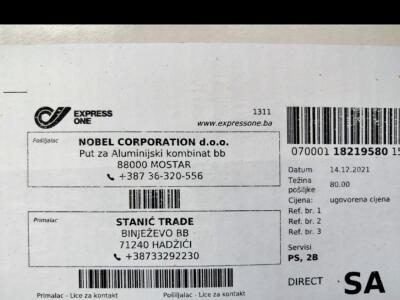 EXPRESS
ONE
1311
www.expressone.ba
Pošiljalac
NOBEL CORPORATION d.o.o.
Put za Aluminijski kombinat bb
88000 MOSTAR
+387 36-320-556
Primalac
STANIĆ TRADE
BINJEŽEVO BB
71240 HADŽIĆI
+38733292230
Primalac - Lice za kontakt
Pošiljalac - Lice za kontakt
070001 18219580 15
Datum 14.12.2021
Težina
pošiljke 80.00
Cijena: ugovorena cijena
Ref. br. 1
Ref. br. 2
Ref. br. 3
Servisi
PS, 2B
DIRECT SA